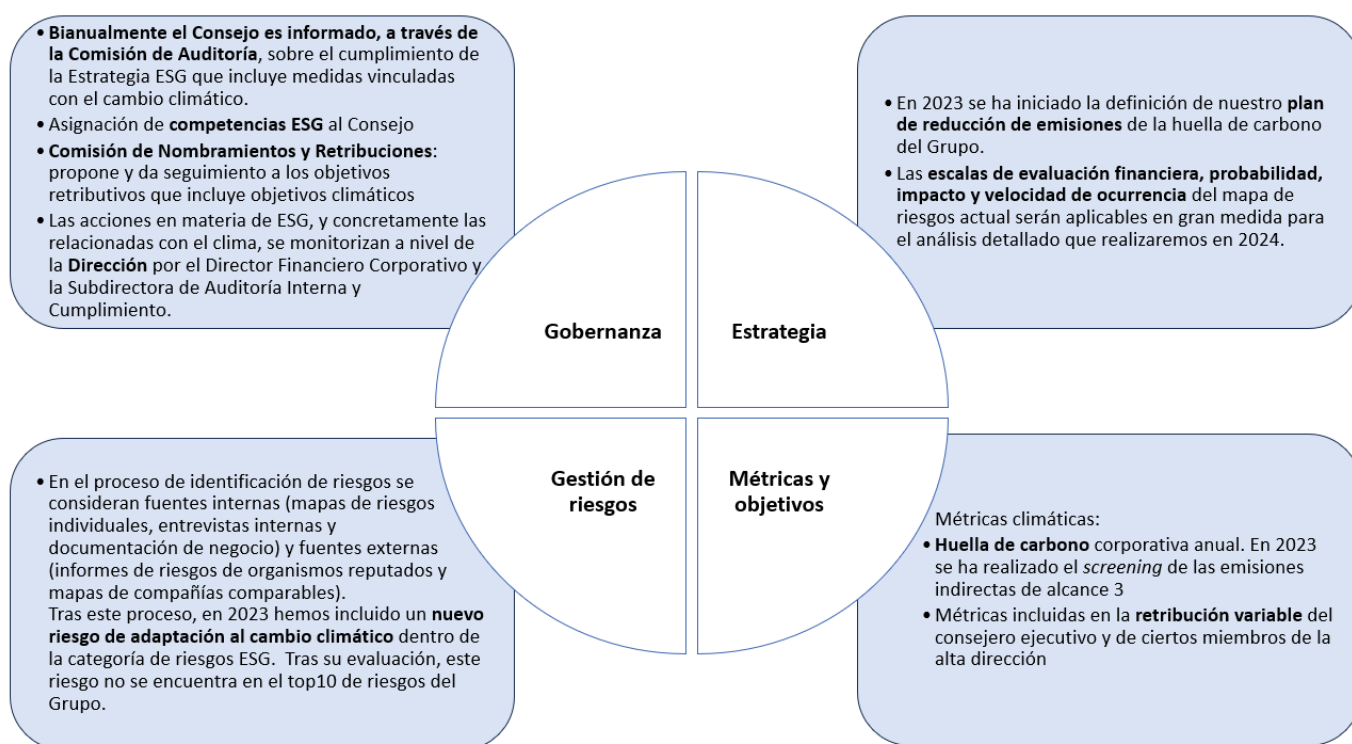 • Bianualmente el Consejo es informado, a través de
la Comisión de Auditoría, sobre el cumplimiento de
la Estrategia ESG que incluye medidas vinculadas
con el cambio climático.
• Asignación de competencias ESG al Consejo
• Comisión de Nombramientos y Retribuciones:
propone y da seguimiento a los objetivos
retributivos que incluye objetivos climáticos
• Las acciones en materia de ESG, y concretamente las
relacionadas con el clima, se monitorizan a nivel de
la Dirección por el Director Financiero Corporativo y
la Subdirectora de Auditoría Interna y
Cumplimiento.
• En 2023 se ha iniciado la definición de nuestro plan
de reducción de emisiones de la huella de carbono
del Grupo.
• Las escalas de evaluación financiera, probabilidad,
impacto y velocidad de ocurrencia del mapa de
riesgos actual serán aplicables en gran medida para
el análisis detallado que realizaremos en 2024.
Gobernanza
Estrategia
Gestión de
riesgos
Métricas y
objetivos
• En el proceso de identificación de riesgos se
consideran fuentes internas (mapas de riesgos
individuales, entrevistas internas y
documentación de negocio) y fuentes externas
(informes de riesgos de organismos reputados y
mapas de compañías comparables).
Tras este proceso, en 2023 hemos incluido un nuevo
riesgo de adaptación al cambio climático dentro de
la categoría de riesgos ESG. Tras su evaluación, este
riesgo no se encuentra en el top10 de riesgos del
Grupo.
Métricas climáticas:
• Huella de carbono corporativa anual. En 2023
se ha realizado el screening de las emisiones
indirectas de alcance 3
• Métricas incluidas en la retribución variable del
consejero ejecutivo y de ciertos miembros de la
alta dirección